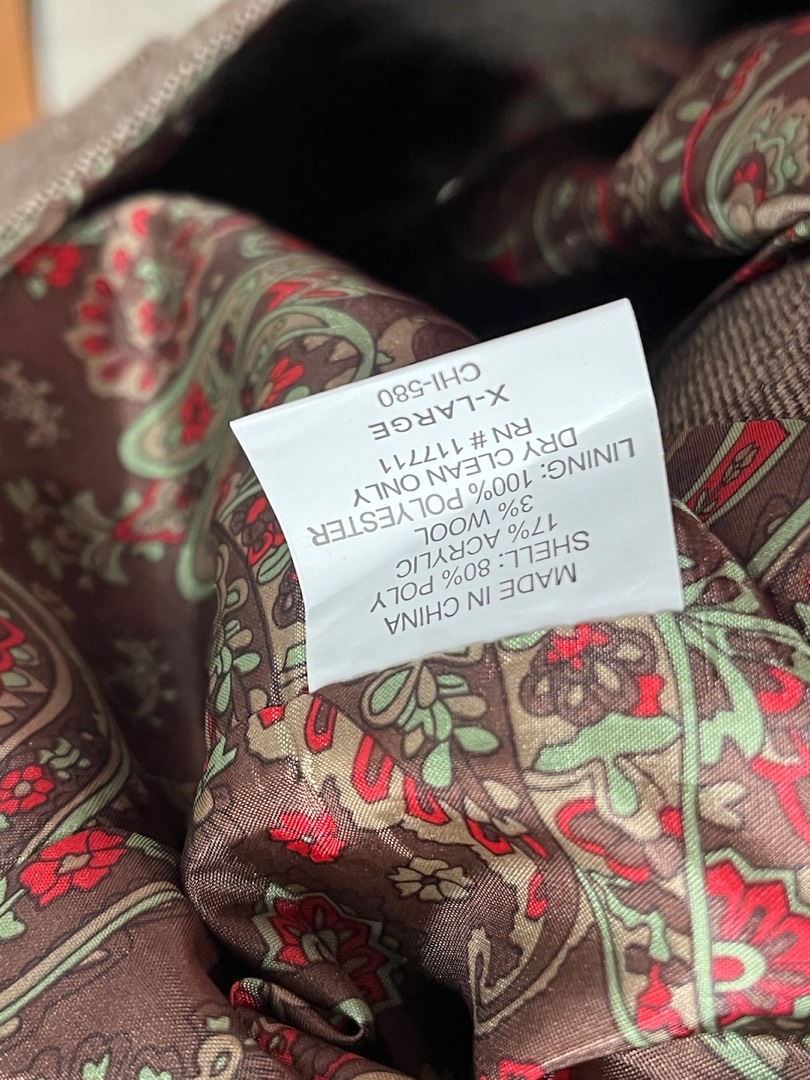 MADE IN CHINA
SHELL: 80% POLY
17% ACRYLIC
3% WOOL
LINING: 100% POLYESTER
DRY CLEAN ONLY
RN # 117711
X-LARGE
CHI-580